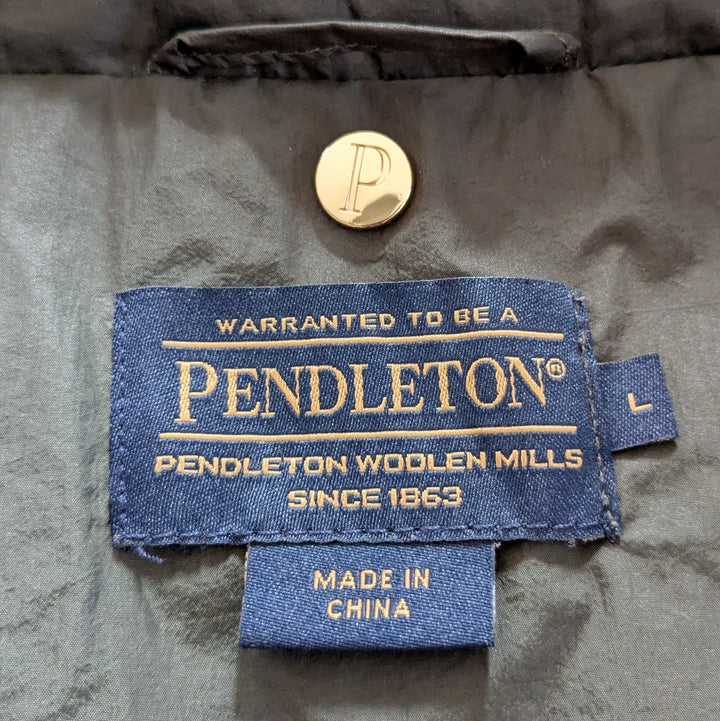 P
WARRANTED TO BE A
PENDLETON®
PENDLETON WOOLEN MILLS
SINCE 1863
L
MADE IN
CHINA